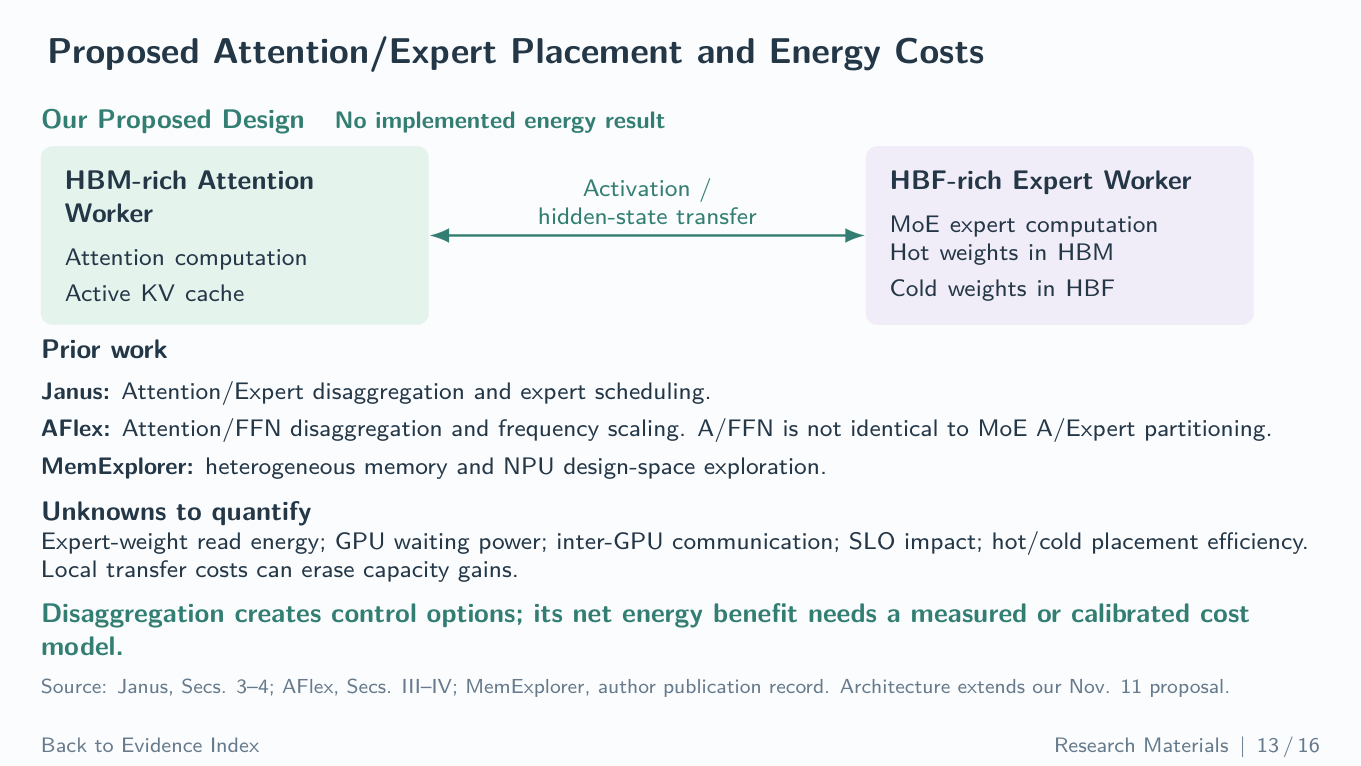 Proposed Attention/Expert Placement and Energy Costs
Our Proposed Design No implemented energy result
HBM-rich Attention
Worker
Attention computation
Active KV cache
Activation /
hidden-state transfer
HBF-rich Expert Worker
MoE expert computation
Hot weights in HBM
Cold weights in HBF
Prior work
Janus: Attention/Expert disaggregation and expert scheduling.
AFlex: Attention/FFN disaggregation and frequency scaling. A/FFN is not identical to MoE A/Expert partitioning.
MemExplorer: heterogeneous memory and NPU design-space exploration.
Unknowns to quantify
Expert-weight read energy; GPU waiting power; inter-GPU communication; SLO impact; hot/cold placement efficiency.
Local transfer costs can erase capacity gains.
Disaggregation creates control options; its net energy benefit needs a measured or calibrated cost
model.
Source: Janus, Secs. 3–4; AFlex, Secs. III–IV; MemExplorer, author publication record. Architecture extends our Nov. 11 proposal.
Back to Evidence Index
Research Materials | 13 / 16